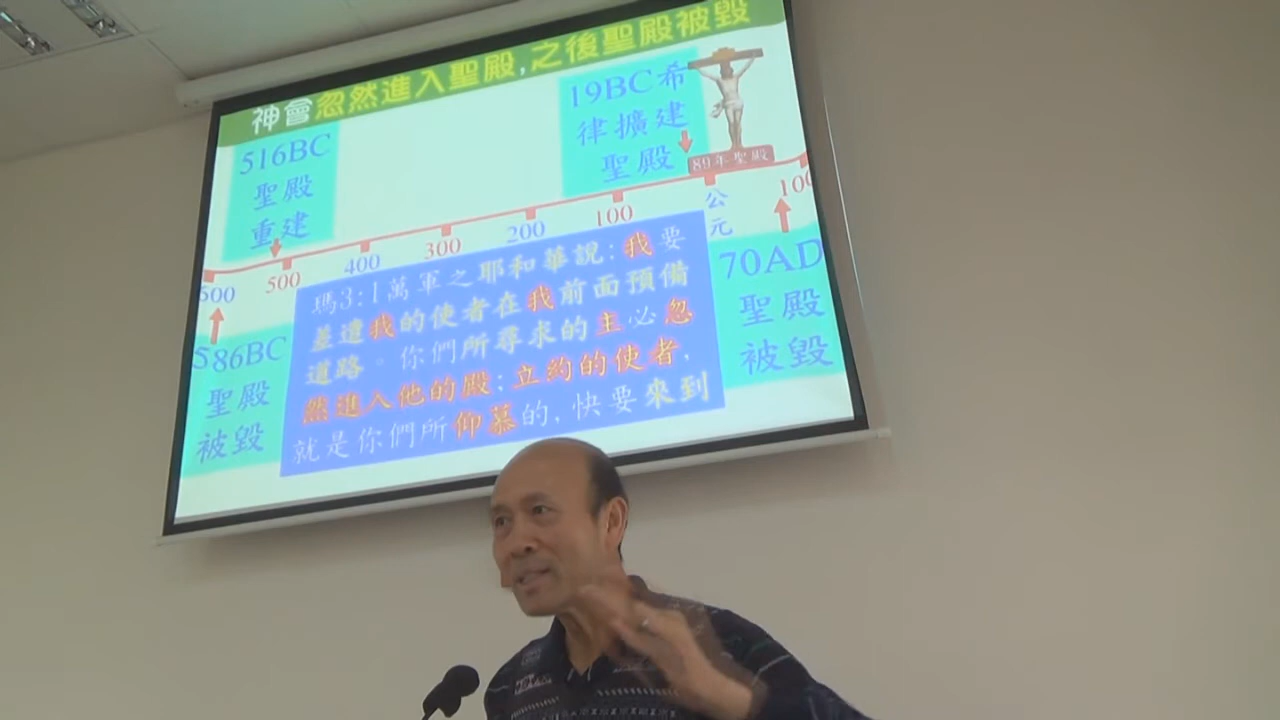 神會忽然進入聖殿,之後聖殿被毀
516BC
聖殿
重建
19BC希
律擴建
聖殿
89年聖殿
500
400
300
200
100
公
元
100
586BC
聖殿
被毀
瑪3:1萬軍之耶和華說:我要
差遣我的使者在我前面預備
道路。你們所尋求的主必忽
然進入他的殿;立約的使者,
就是你們所仰慕的,快要來到
70AD
聖殿
被毀